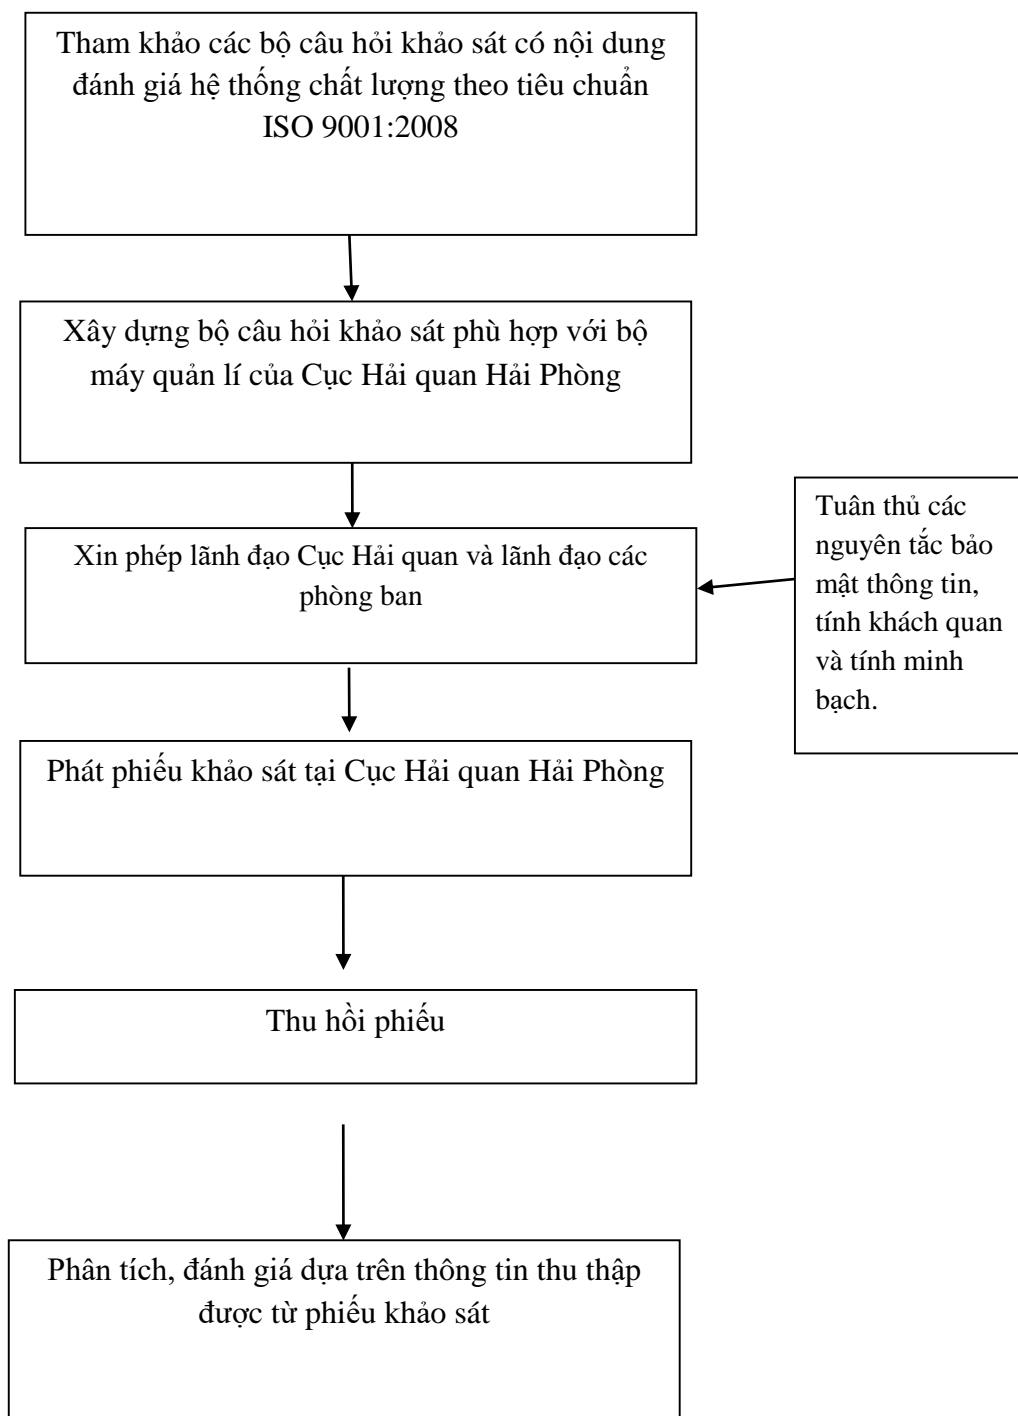 Tham khảo các bộ câu hỏi khảo sát có nội dung
đánh giá hệ thống chất lượng theo tiêu chuẩn
ISO 9001:2008
Xây dựng bộ câu hỏi khảo sát phù hợp với bộ
máy quản lí của Cục Hải quan Hải Phòng
Xin phép lãnh đạo Cục Hải quan và lãnh đạo các
phòng ban
Tuân thủ các
nguyên tắc bảo
mật thông tin,
tính khách quan
và tính minh
bạch.
Phát phiếu khảo sát tại Cục Hải quan Hải Phòng
Thu hồi phiếu
Phân tích, đánh giá dựa trên thông tin thu thập
được từ phiếu khảo sát